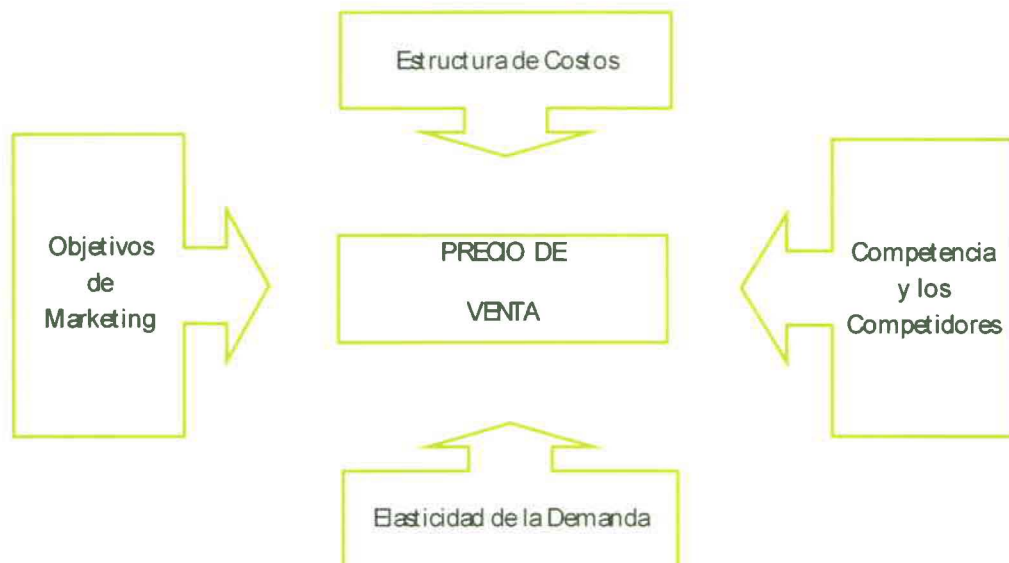 Estructura de Costos
Objetivos
de
Marketing
PRECIO DE
VENTA
Competencia
y los
Competidores
Elasticidad de la Demanda